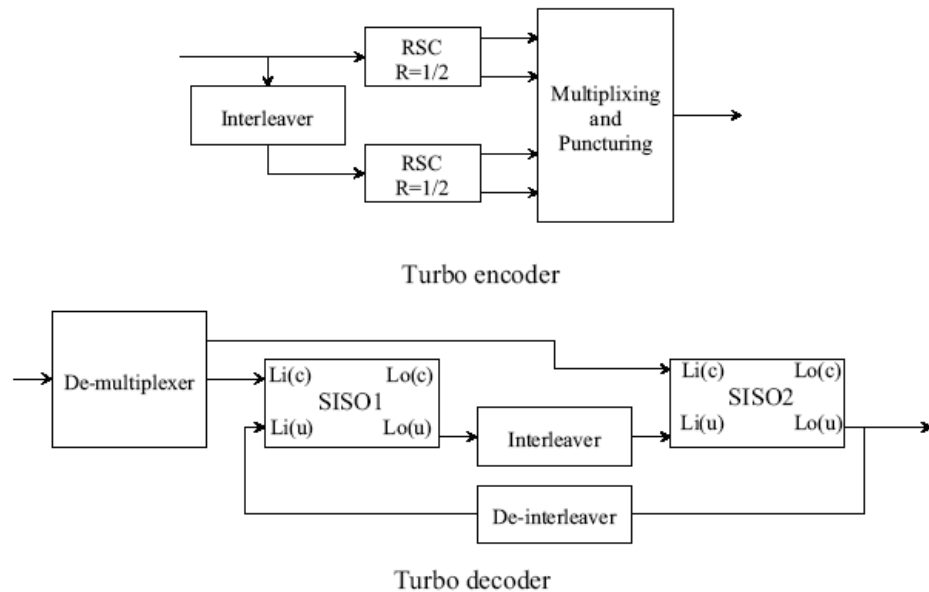 RSC
R=1/2
Interleaver
Multiplixing
and
Puncturing
RSC
R=1/2
Turbo encoder
De-multiplexer
Li(c) Lo(c)
SISO1
Li(u) Lo(u)
Interleaver
De-interleaver
Li(c) Lo(c)
SISO2
Li(u) Lo(u)
Turbo decoder